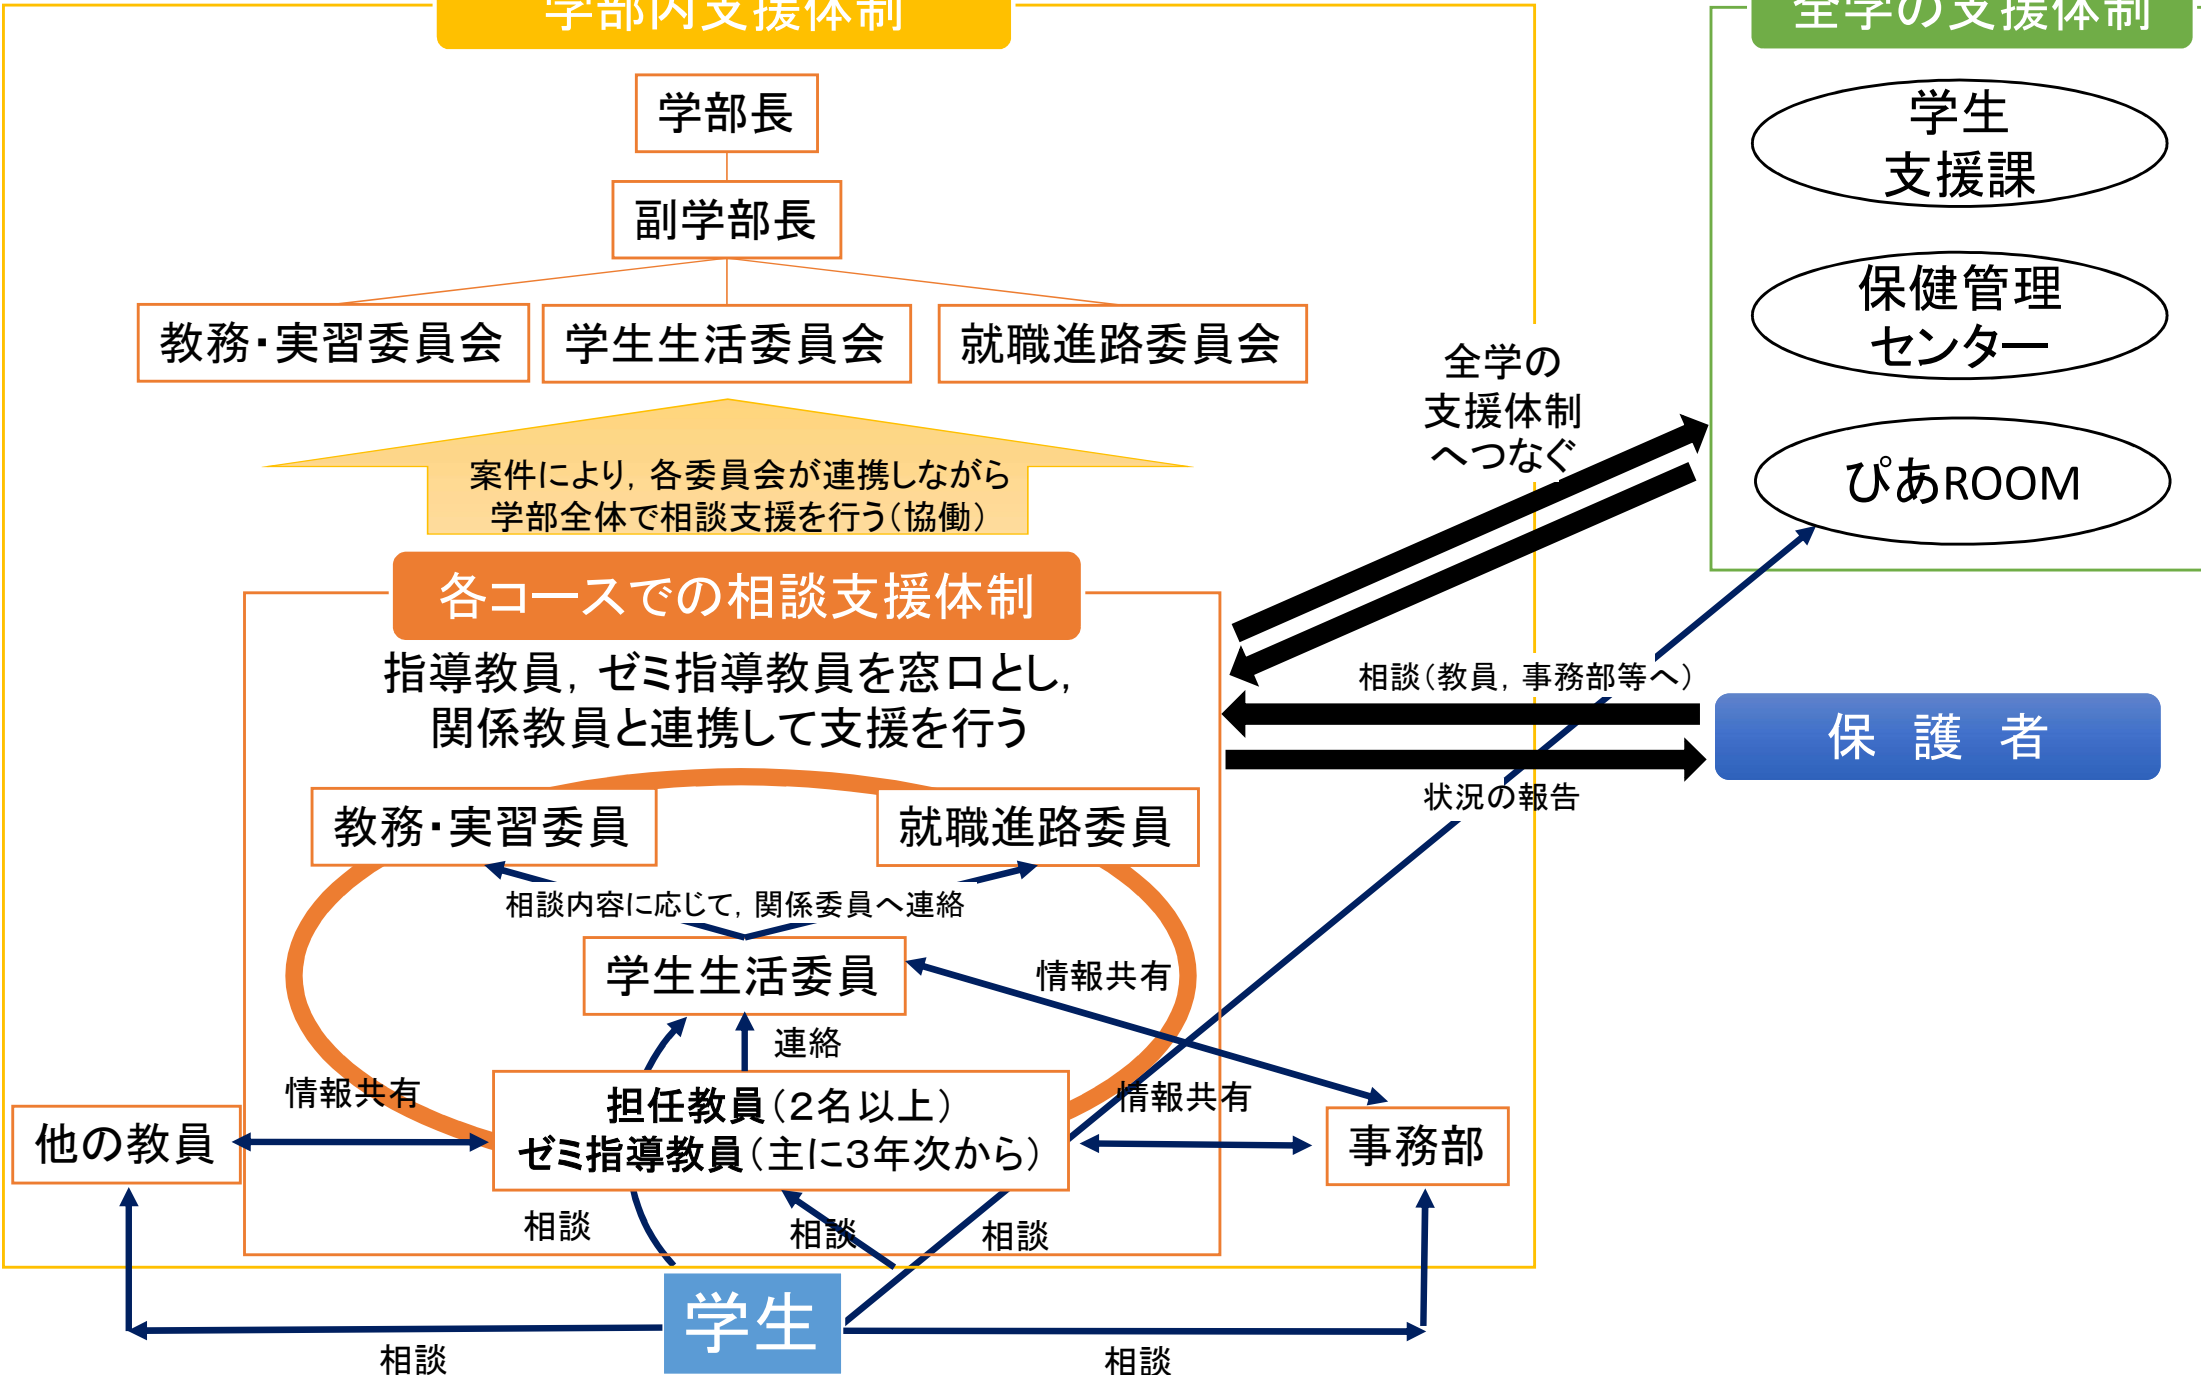 学部内支援体制
全学の支援体制
学部長
副学部長
教務・実習委員会
学生生活委員会
就職進路委員会
学生
支援課
保健管理
センター
ぴあROOM
全学の
支援体制
へつなぐ
案件により，各委員会が連携しながら
学部全体で相談支援を行う（協働）
各コースでの相談支援体制
指導教員，ゼミ指導教員を窓口とし，
関係教員と連携して支援を行う
相談（教員，事務部等へ）
保　護　者
状況の報告
教務・実習委員
就職進路委員
相談内容に応じて，関係委員へ連絡
学生生活委員
情報共有
連絡
情報共有
担任教員（２名以上）
ゼミ指導教員（主に３年次から）
情報共有
他の教員
事務部
相談
相談
相談
学生
相談
相談